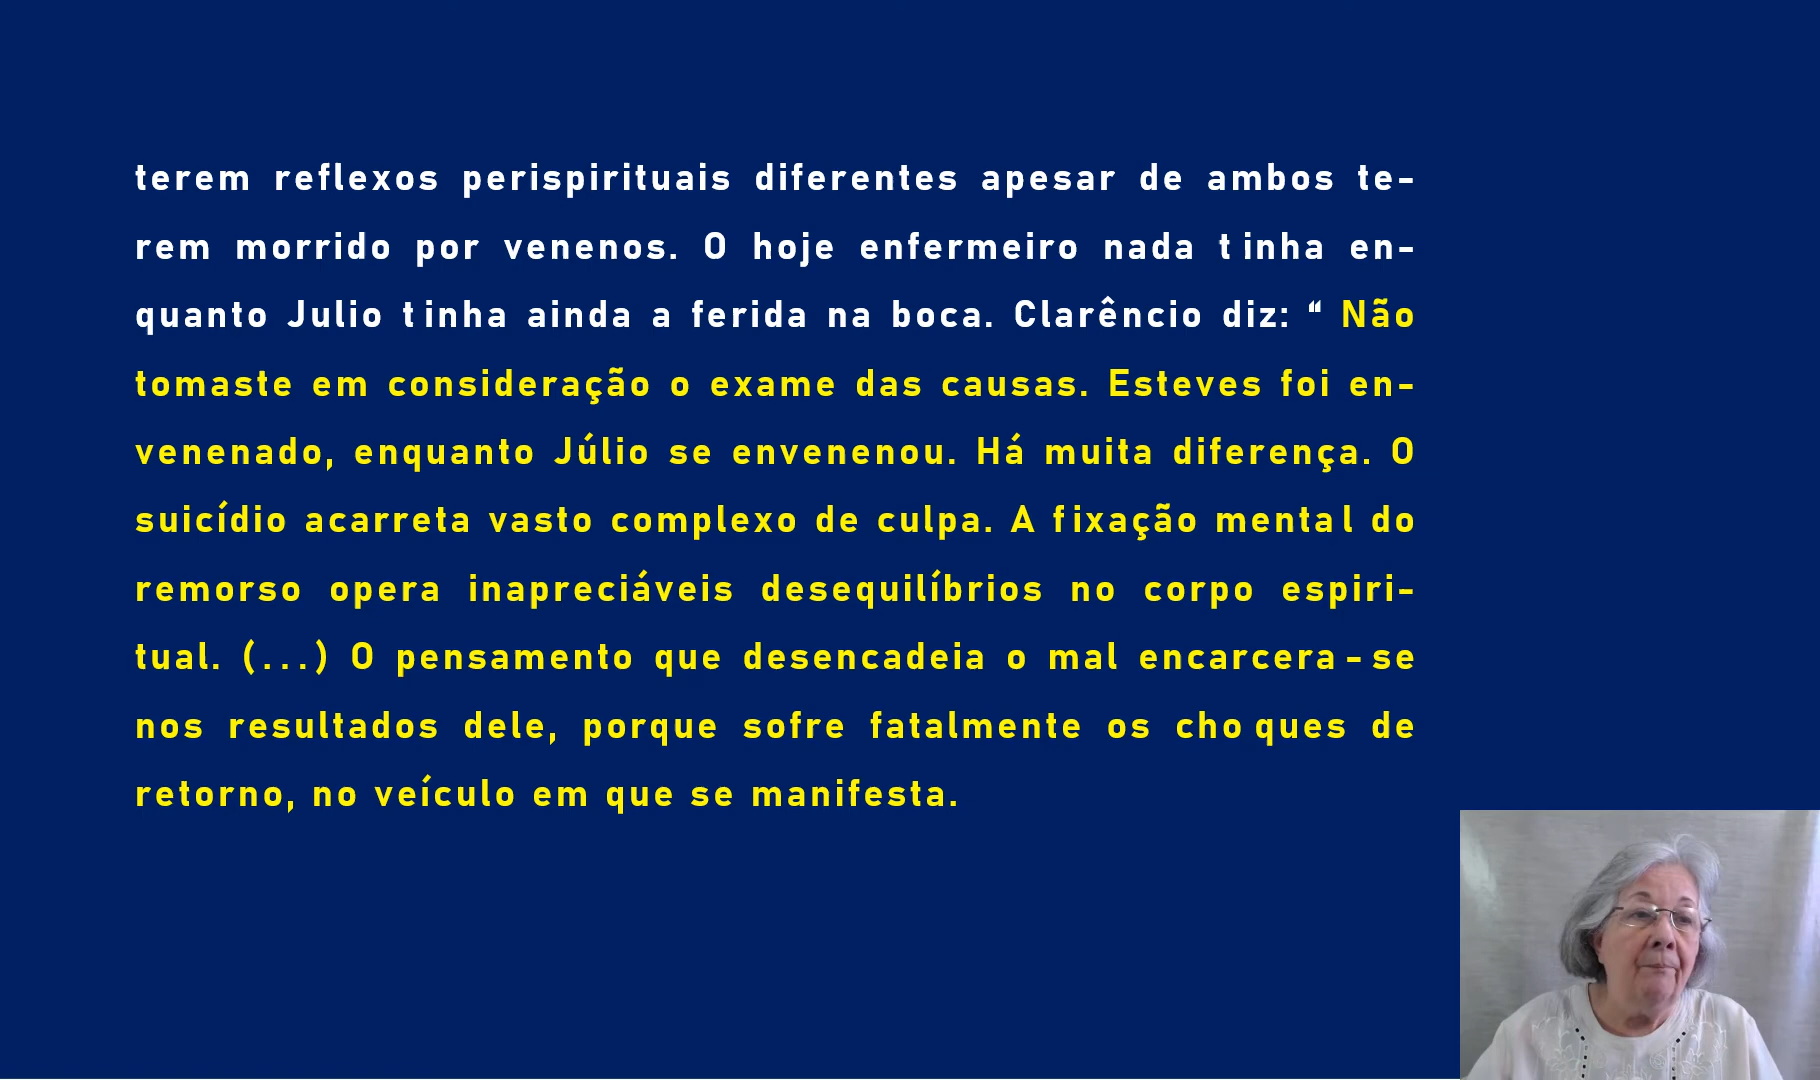 terem reflexos perispirituais diferentes apesar de ambos te-
rem morrido por venenos. O hoje enfermeiro nada tinha en-
quanto Julio tinha ainda a ferida na boca. Clarêncio diz: “ Não
tomaste em consideração o exame das causas. Esteves foi en-
venenado, enquanto Júlio se envenenou. Há muita diferença. O
suicídio acarreta vasto complexo de culpa. A fixação mental do
remorso opera inapreciáveis desequilíbrios no corpo espiri-
tual. (...) O pensamento que desencadeia o mal encarcera-se
nos resultados dele, porque sofre fatalmente os choques de
retorno, no veículo em que se manifesta.